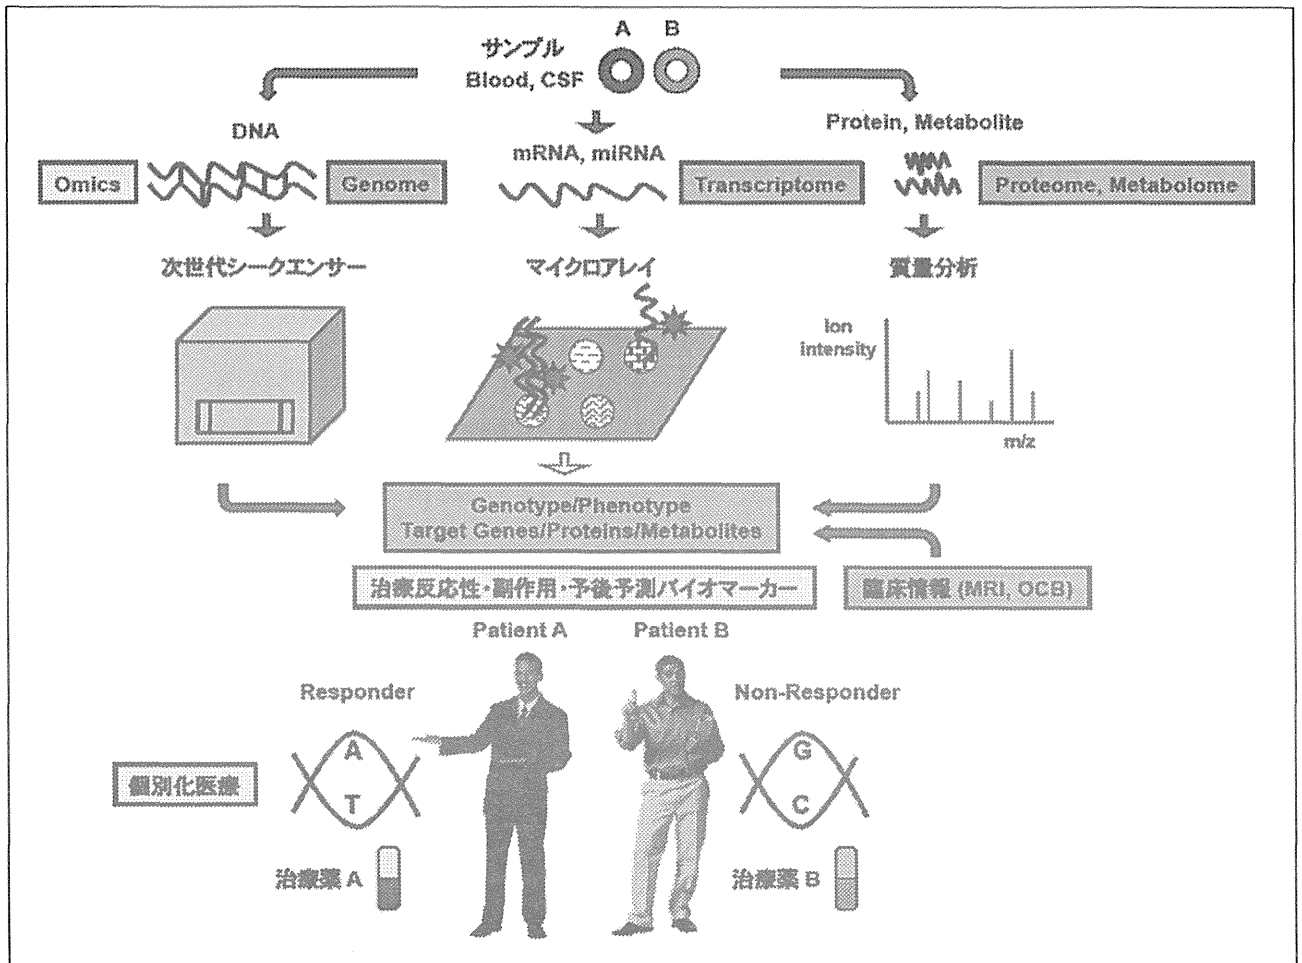 A B
サンプル
Blood, CSF
DNA
mRNA, miRNA
Protein, Metabolite
Omics
Genome
Transcriptome
Proteome, Metabolome
次世代シークエンサー
マイクロアレイ
質量分析
Ion
intensity
m/z
Genotype/Phenotype
Target Genes/Proteins/Metabolites
治療反応性・副作用・予後予測バイオマーカー
臨床情報 (MRI, OCB)
Patient A
Patient B
Responder
Non-Responder
A
T
G
C
個別化医療
治療薬 A
治療薬 B